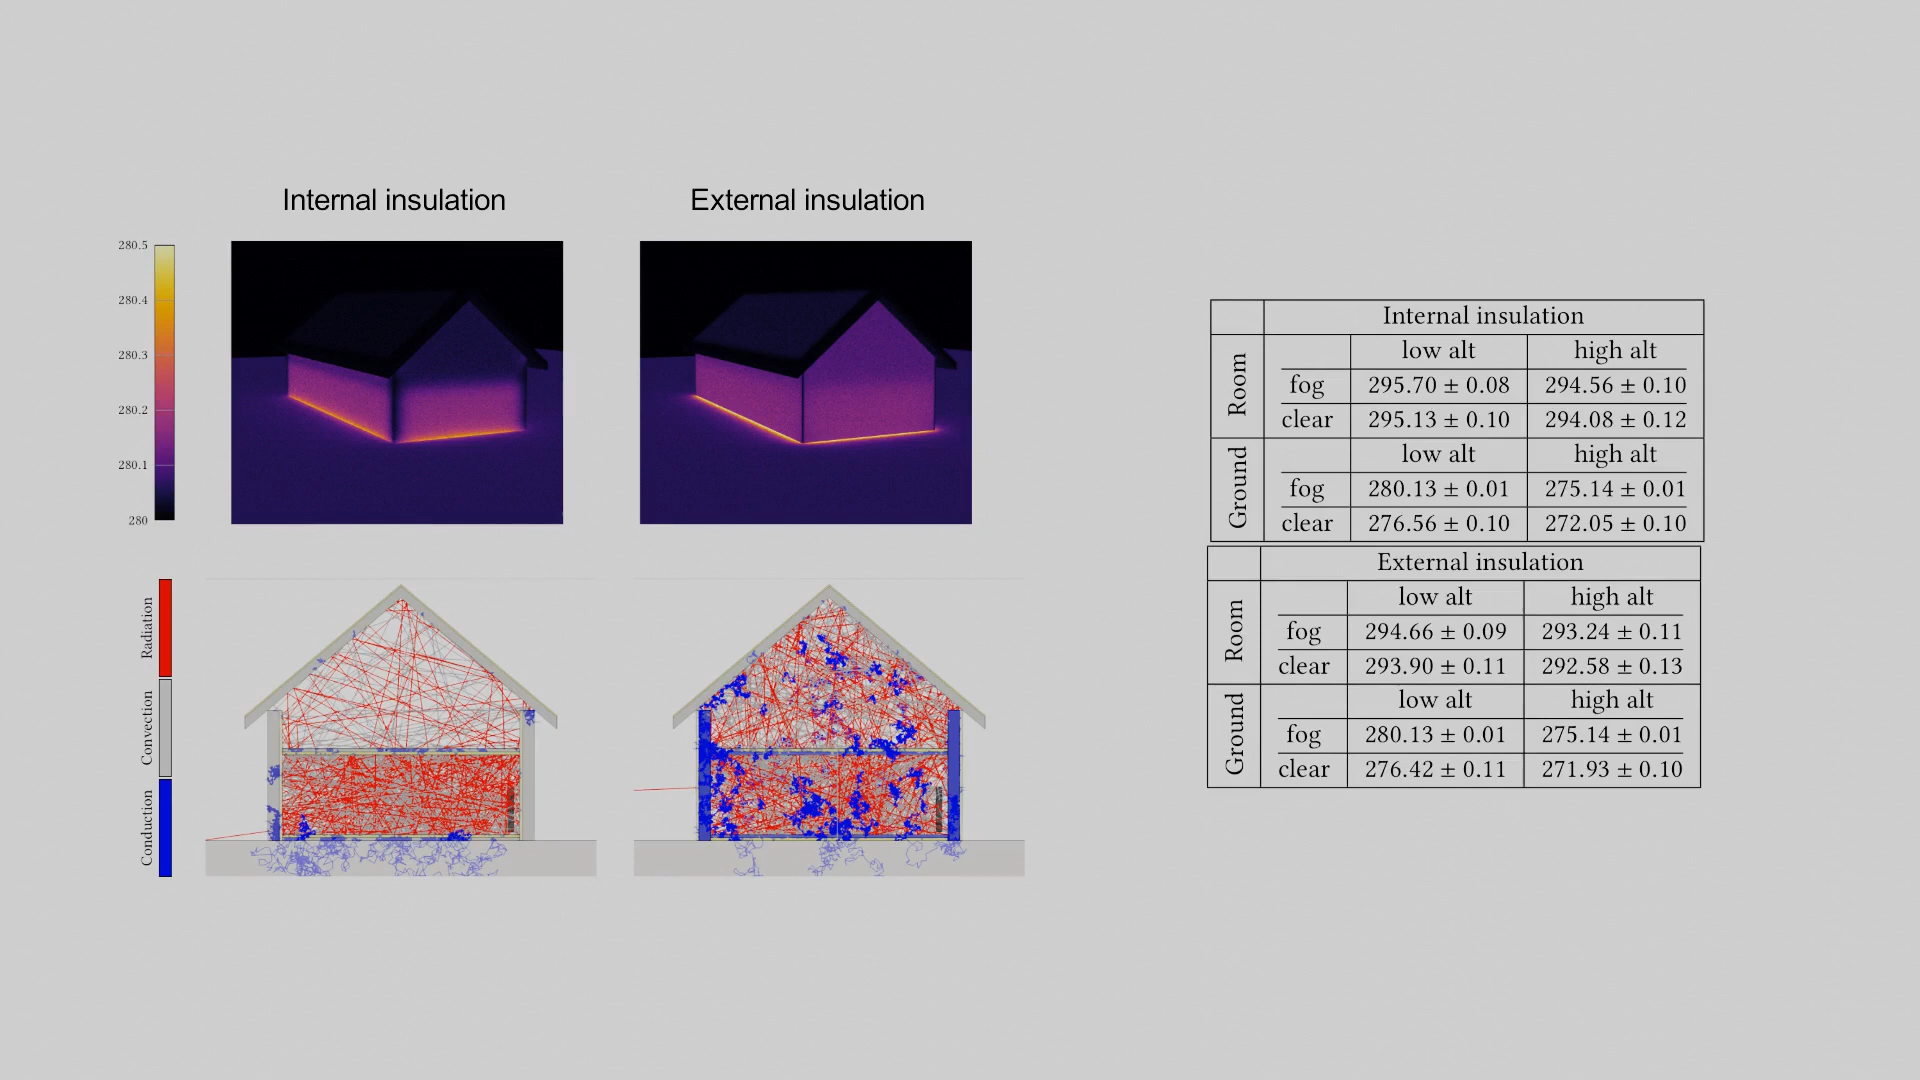 Internal insulation
External insulation
280.5
280.4
280.3
280.2
280.1
280
Radiation
Convection
Conduction
Internal insulation
Room
low alt high alt
fog 295.70 ± 0.08 294.56 ± 0.10
clear 295.13 ± 0.10 294.08 ± 0.12
Ground
low alt high alt
fog 280.13 ± 0.01 275.14 ± 0.01
clear 276.56 ± 0.10 272.05 ± 0.10
External insulation
Room
low alt high alt
fog 294.66 ± 0.09 293.24 ± 0.11
clear 293.90 ± 0.11 292.58 ± 0.13
Ground
low alt high alt
fog 280.13 ± 0.01 275.14 ± 0.01
clear 276.42 ± 0.11 271.93 ± 0.10